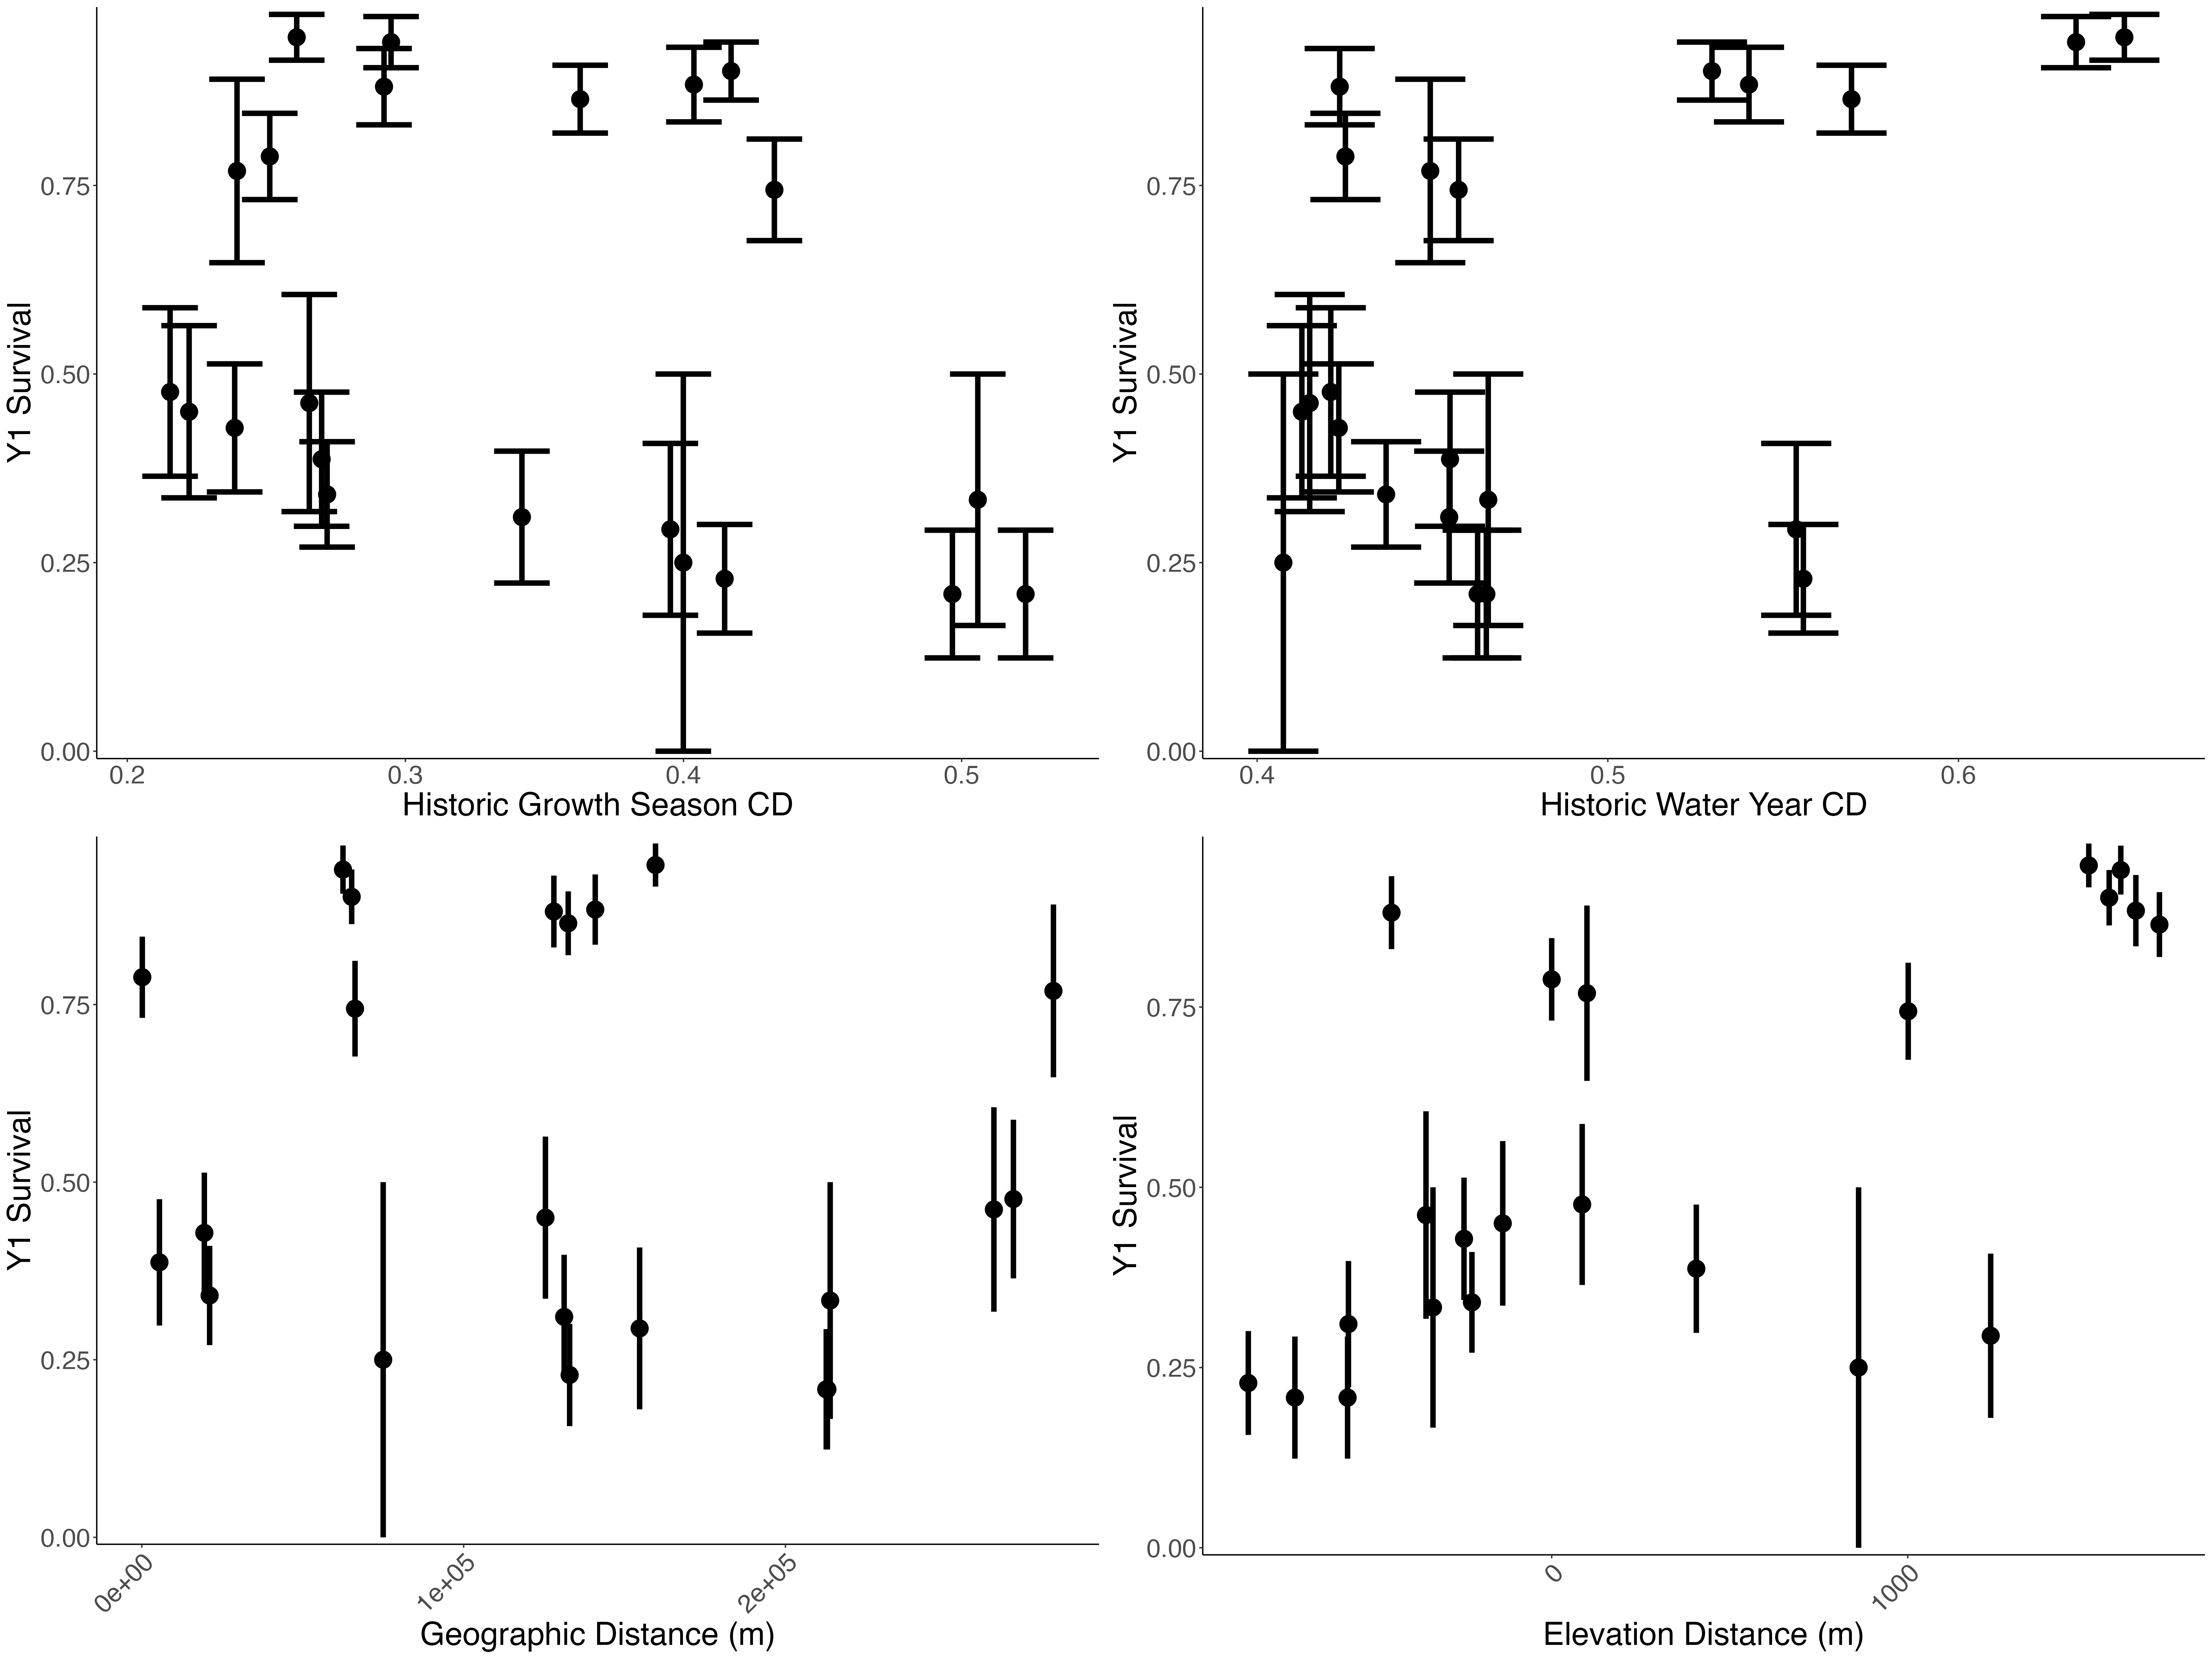 Y1 Survival
0.75
0.50
0.25
0.00
0.2 0.3 0.4 0.5
Historic Growth Season CD
Y1 Survival
0.75
0.50
0.25
0.00
0.4 0.5 0.6
Historic Water Year CD
Y1 Survival
0.75
0.50
0.25
0.00
0e+00 1e+05 2e+05
Geographic Distance (m)
Y1 Survival
0.75
0.50
0.25
0.00
0 1000
Elevation Distance (m)